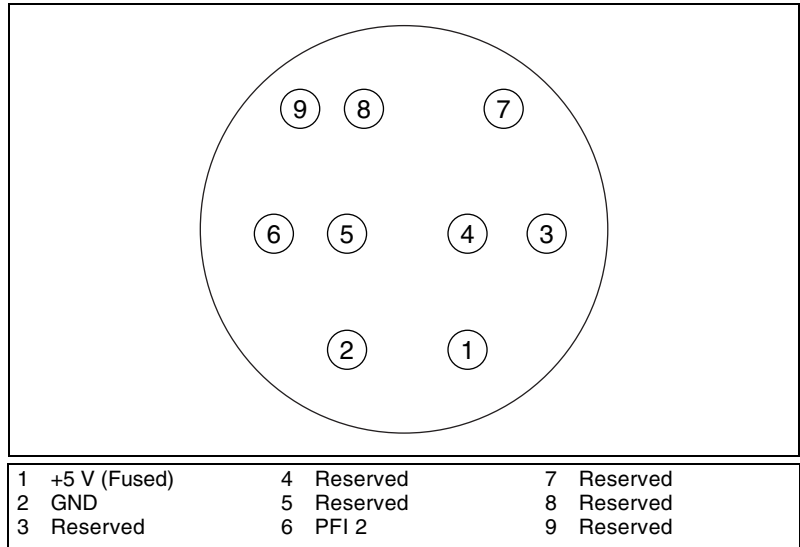 9 8 7
6 5 4 3
2 1
1 +5 V (Fused) 4 Reserved 7 Reserved
2 GND 5 Reserved 8 Reserved
3 Reserved 6 PFI 2 9 Reserved